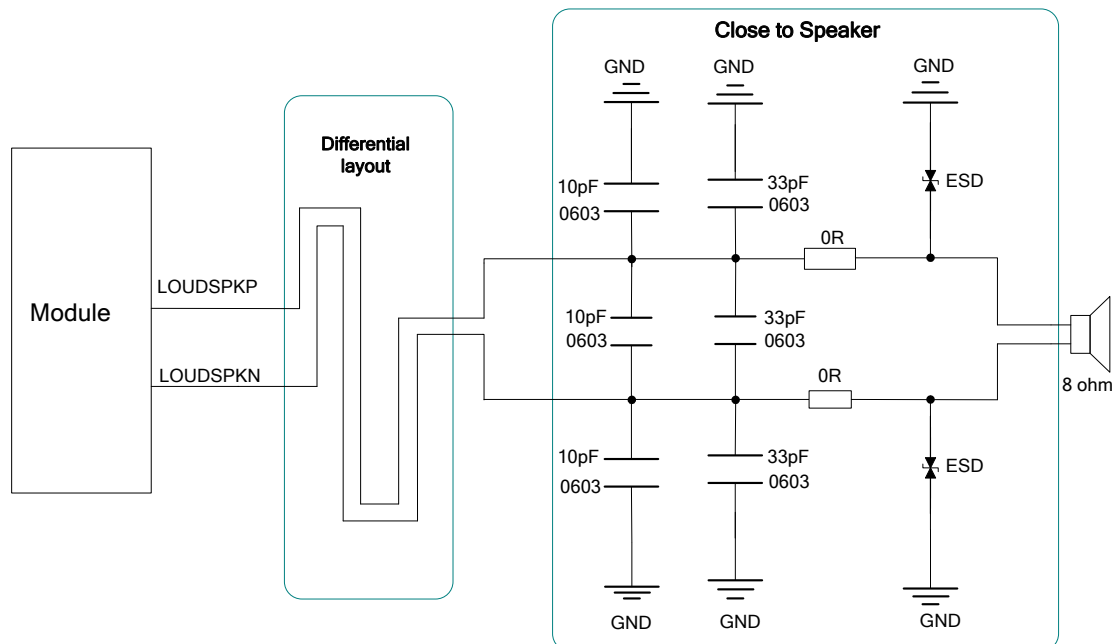 Close to Speaker
GND
GND
GND
Differential
layout
10pF
0603
33pF
0603
ESD
0R
LOUDSPKP
Module
10pF
0603
33pF
0603
LOUDSPKN
0R
8 ohm
10pF
0603
33pF
0603
ESD
GND
GND
GND